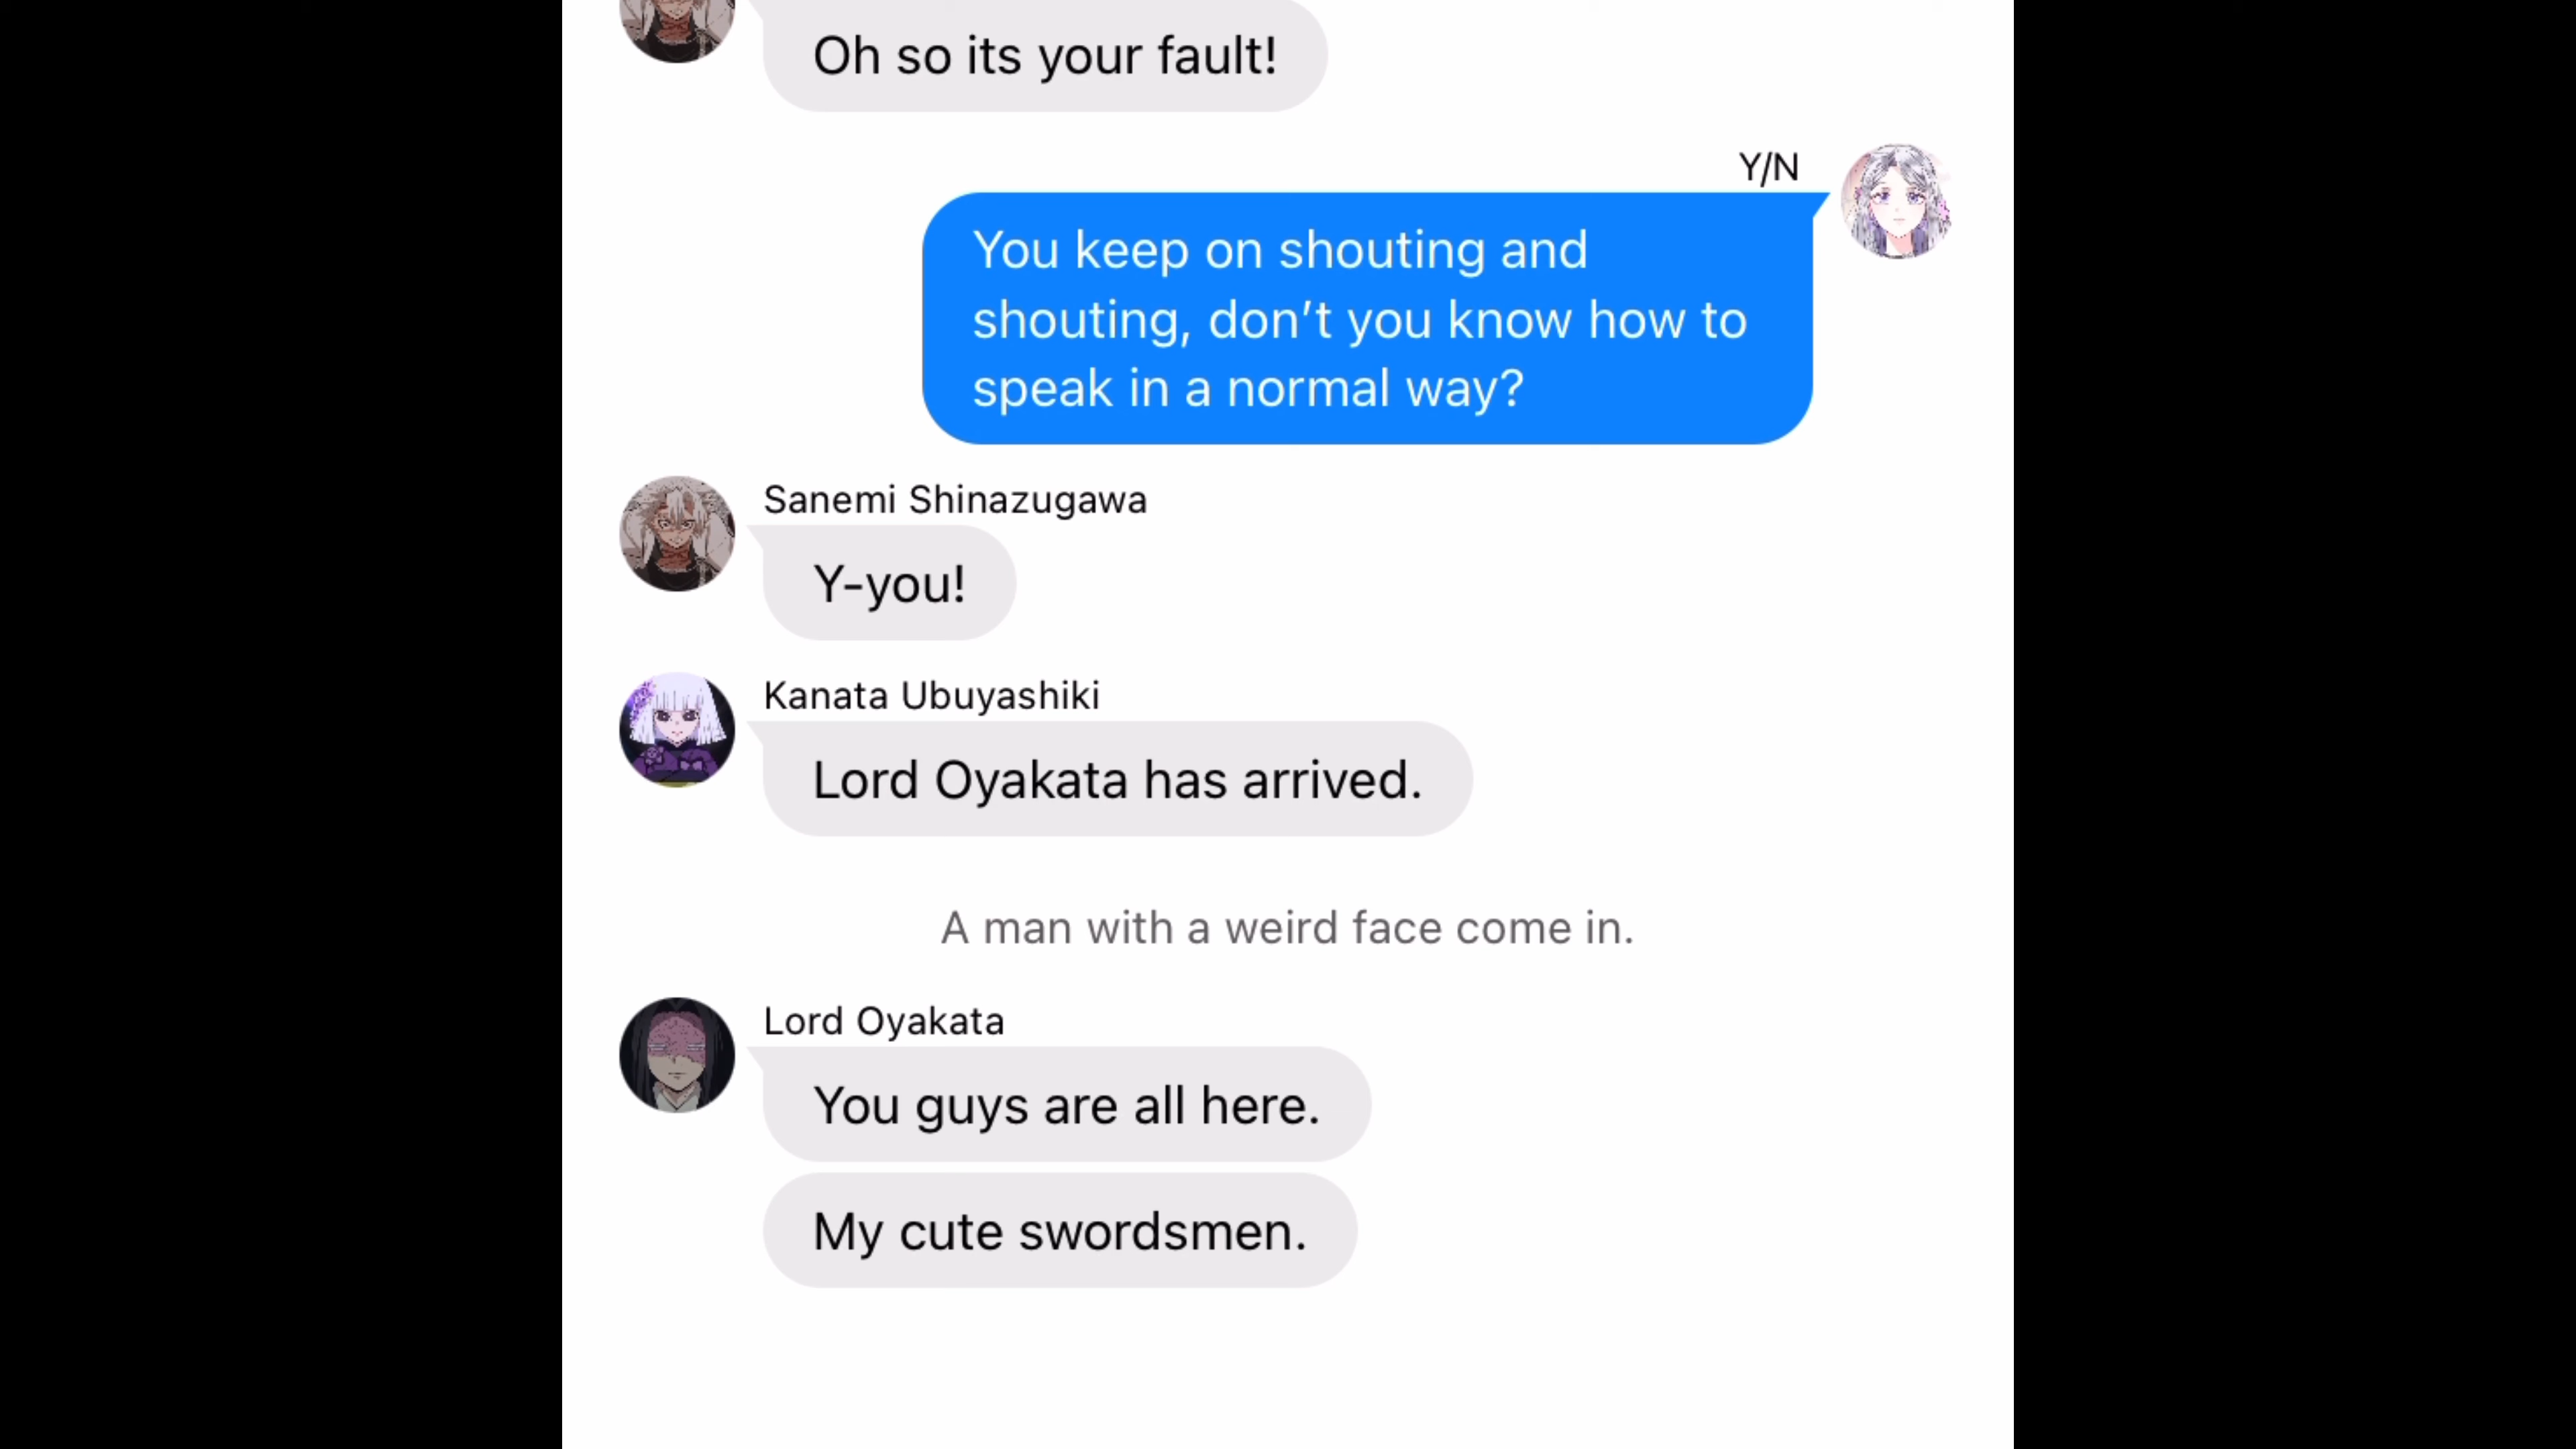 Oh so its your fault!
Y/N
You keep on shouting and
shouting, don’t you know how to
speak in a normal way?
Sanemi Shinazugawa
Y-you!
Kanata Ubuyashiki
Lord Oyakata has arrived.
A man with a weird face come in.
Lord Oyakata
You guys are all here.
My cute swordsmen.